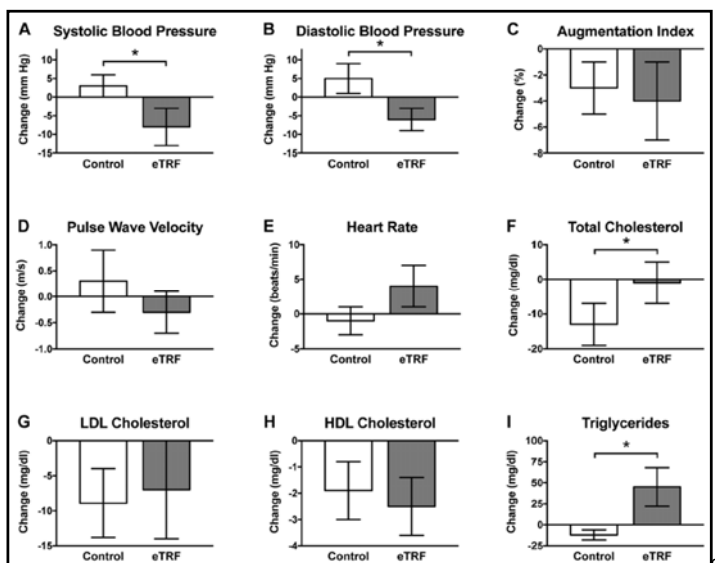 A Systolic Blood Pressure
Change (mm Hg)
10
5
0
-5
-10
-15
*
Control eTRF
B Diastolic Blood Pressure
Change (mm Hg)
10
5
0
-5
-10
-15
*
Control eTRF
C Augmentation Index
Change (%)
0
-2
-4
-6
-8
Control eTRF
D Pulse Wave Velocity
Change (m/s)
1.0
0.5
0.0
-0.5
-1.0
Control eTRF
E Heart Rate
Change (beats/min)
10
5
0
-5
Control eTRF
F Total Cholesterol
Change (mg/dl)
10
0
-10
-20
*
Control eTRF
G LDL Cholesterol
Change (mg/dl)
0
-5
-10
-15
Control eTRF
H HDL Cholesterol
Change (mg/dl)
0
-1
-2
-3
-4
Control eTRF
I Triglycerides
Change (mg/dl)
100
75
50
25
0
-25
*
Control eTRF